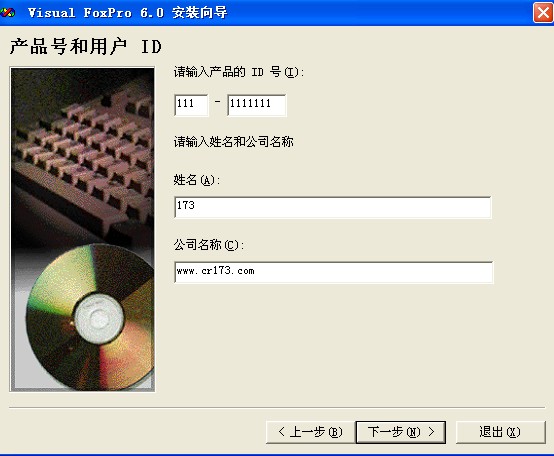 Visual FoxPro 6.0 安装向导
产品号和用户 ID
请输入产品的 ID 号(I):
111 - 1111111
请输入姓名和公司名称
姓名(A):
173
公司名称(C):
www.cr173.com
< 上一步(B) 下一步(N) > 退出(X)